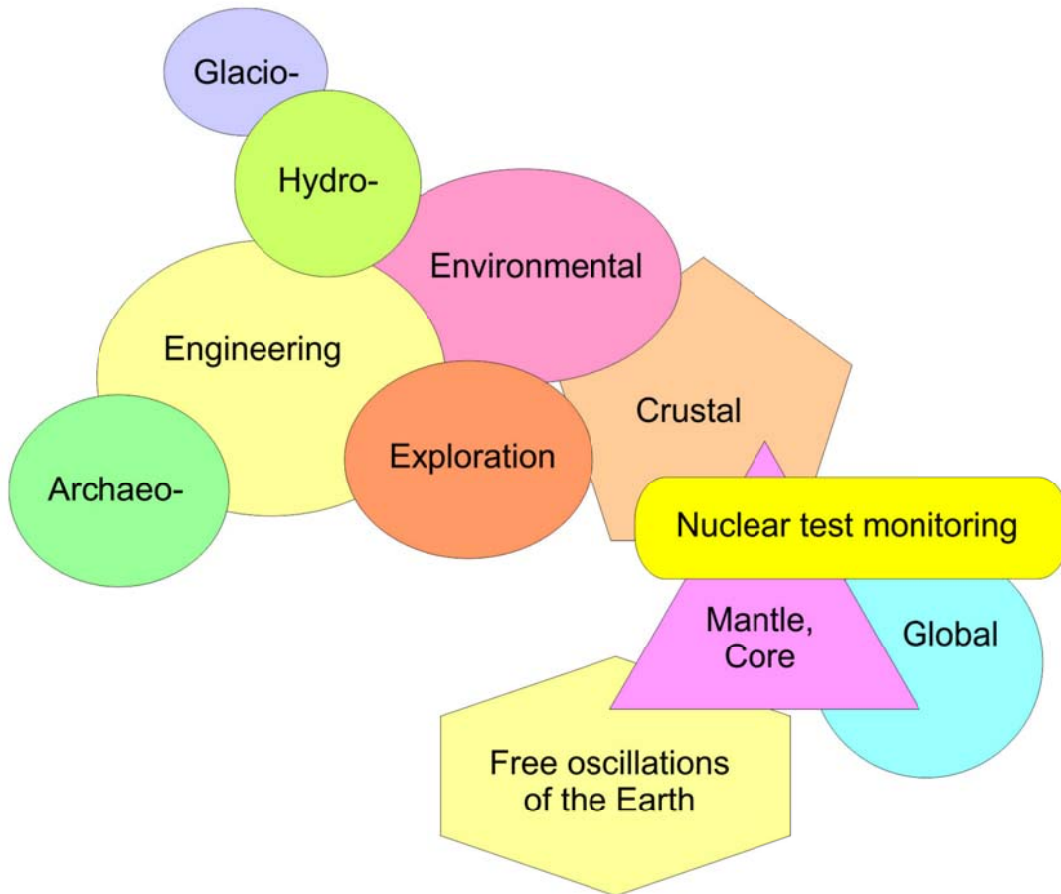 Glacio-
Hydro-
Environmental
Engineering
Crustal
Exploration
Archaeo-
Nuclear test monitoring
Mantle,
Core
Global
Free oscillations
of the Earth